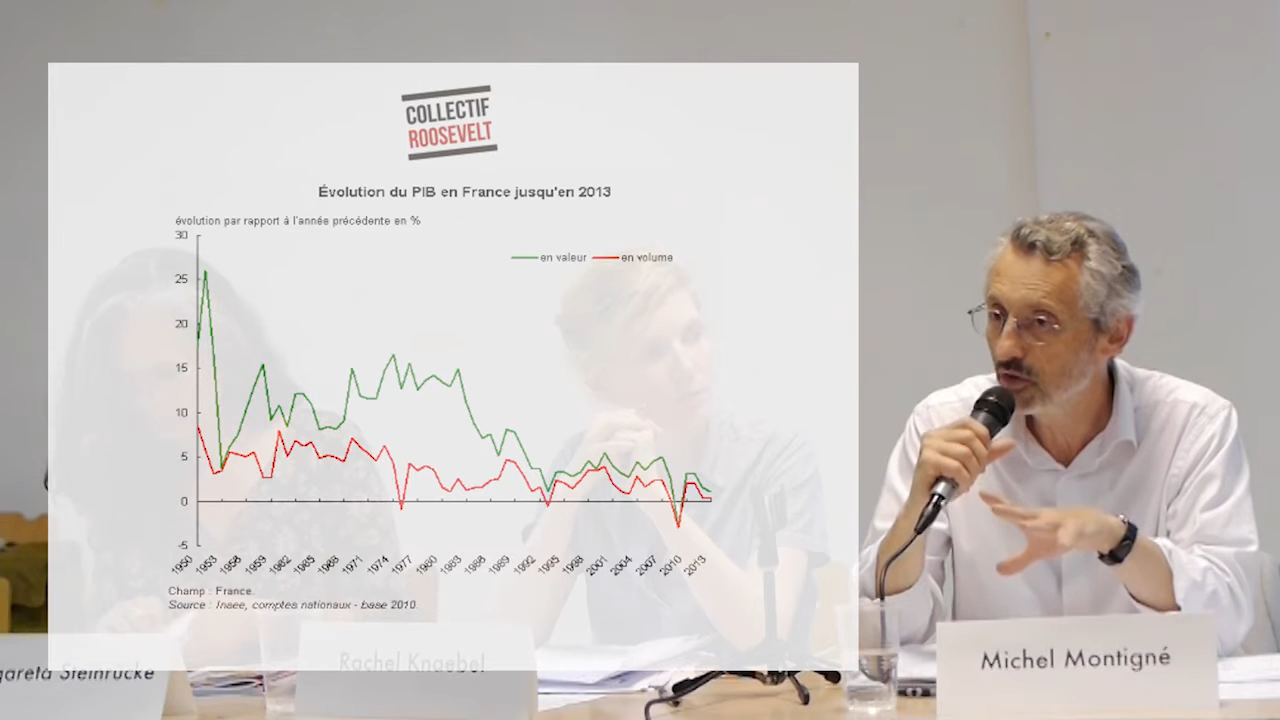 COLLECTIF
ROOSEVELT
Évolution du PIB en France jusqu'en 2013
évolution par rapport à l'année précédente en %
30
en valeur en volume
25
20
15
10
5
0
-5
1950 1953 1956 1959 1962 1965 1968 1971 1974 1977 1980 1983 1986 1989 1992 1995 1998 2001 2004 2007 2010 2013
Champ : France.
Source : Insee, comptes nationaux - base 2010.
gareta Steinrücke
Rachel Knaebel
Michel Montigné